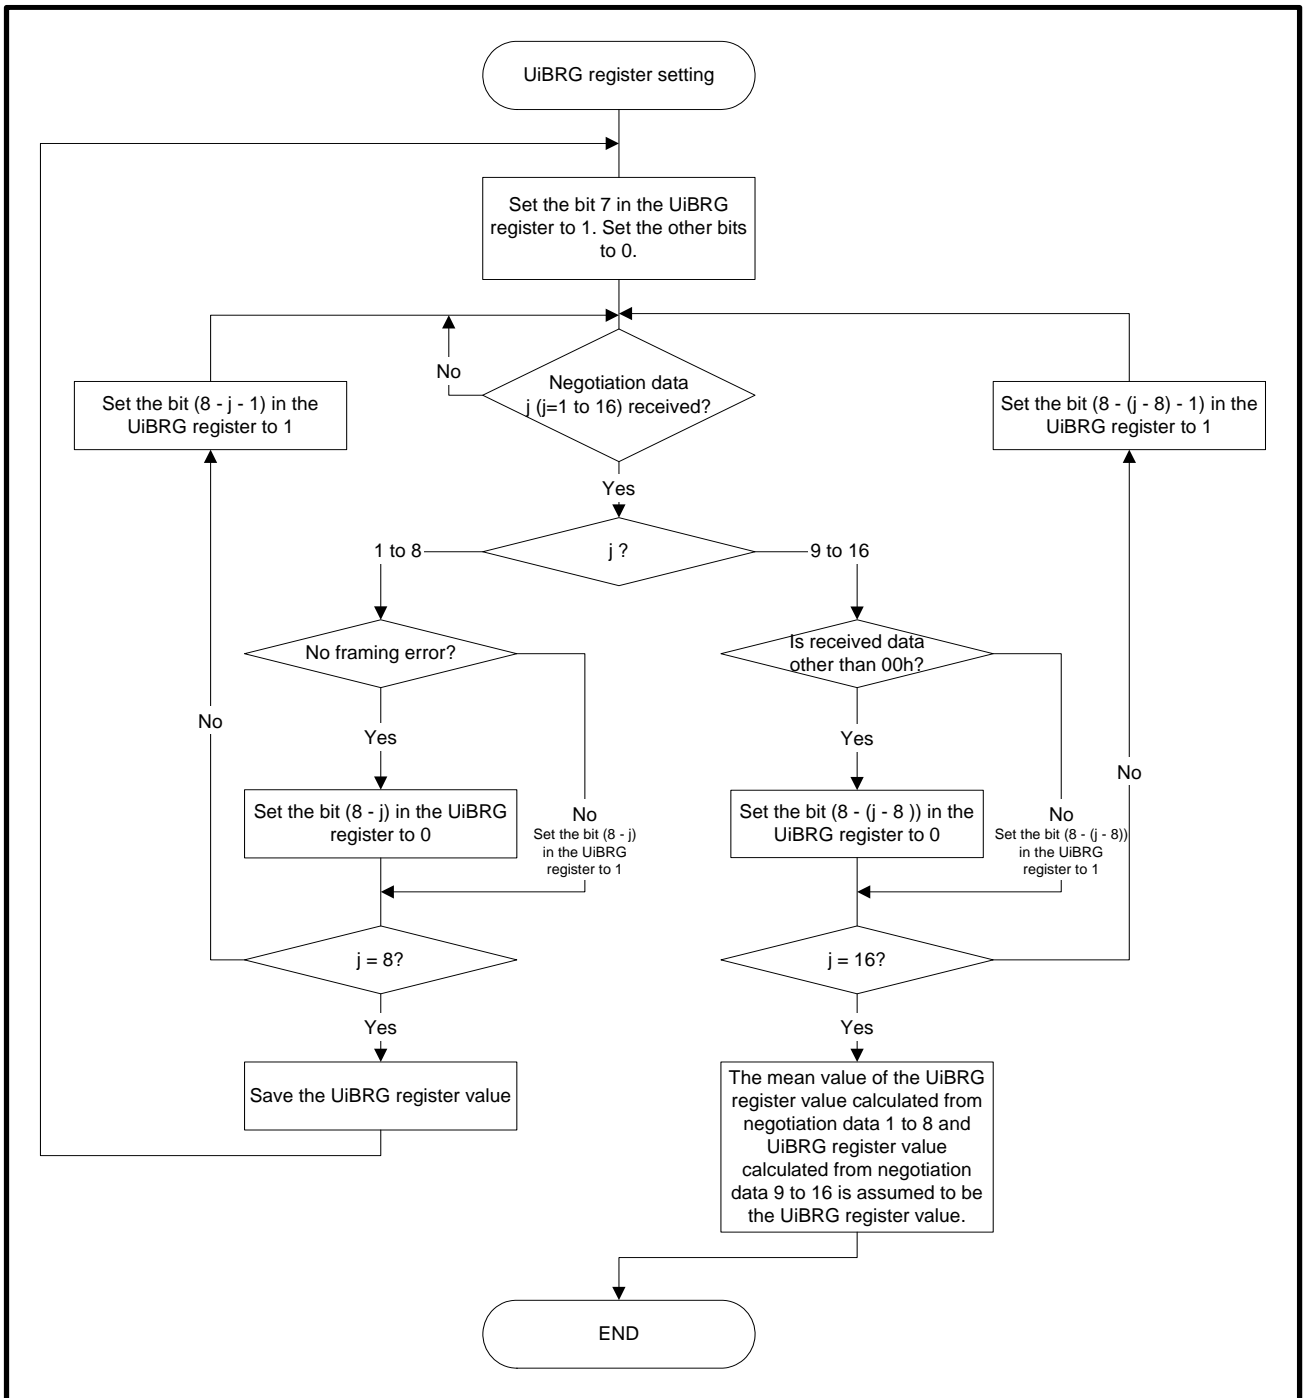 UiBRG register setting
Set the bit 7 in the UiBRG
register to 1. Set the other bits
to 0.
No
Negotiation data
j (j=1 to 16) received?
Set the bit (8 - j - 1) in the
UiBRG register to 1
Set the bit (8 - (j - 8) - 1) in the
UiBRG register to 1
Yes
1 to 8
j ?
9 to 16
No framing error?
Is received data
other than 00h?
No
Yes
Yes
No
Set the bit (8 - j) in the UiBRG
register to 0
No
Set the bit (8 - j)
in the UiBRG
register to 1
Set the bit (8 - (j - 8 )) in the
UiBRG register to 0
No
Set the bit (8 - (j - 8))
in the UiBRG
register to 1
j = 8?
j = 16?
Yes
Yes
Save the UiBRG register value
The mean value of the UiBRG
register value calculated from
negotiation data 1 to 8 and
UiBRG register value
calculated from negotiation
data 9 to 16 is assumed to be
the UiBRG register value.
END